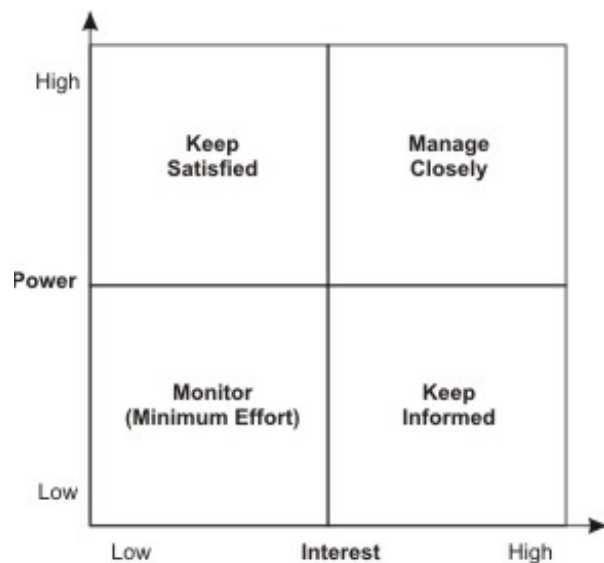 High
Keep
Satisfied
Manage
Closely
Power
Monitor
(Minimum Effort)
Keep
Informed
Low
Low
Interest
High